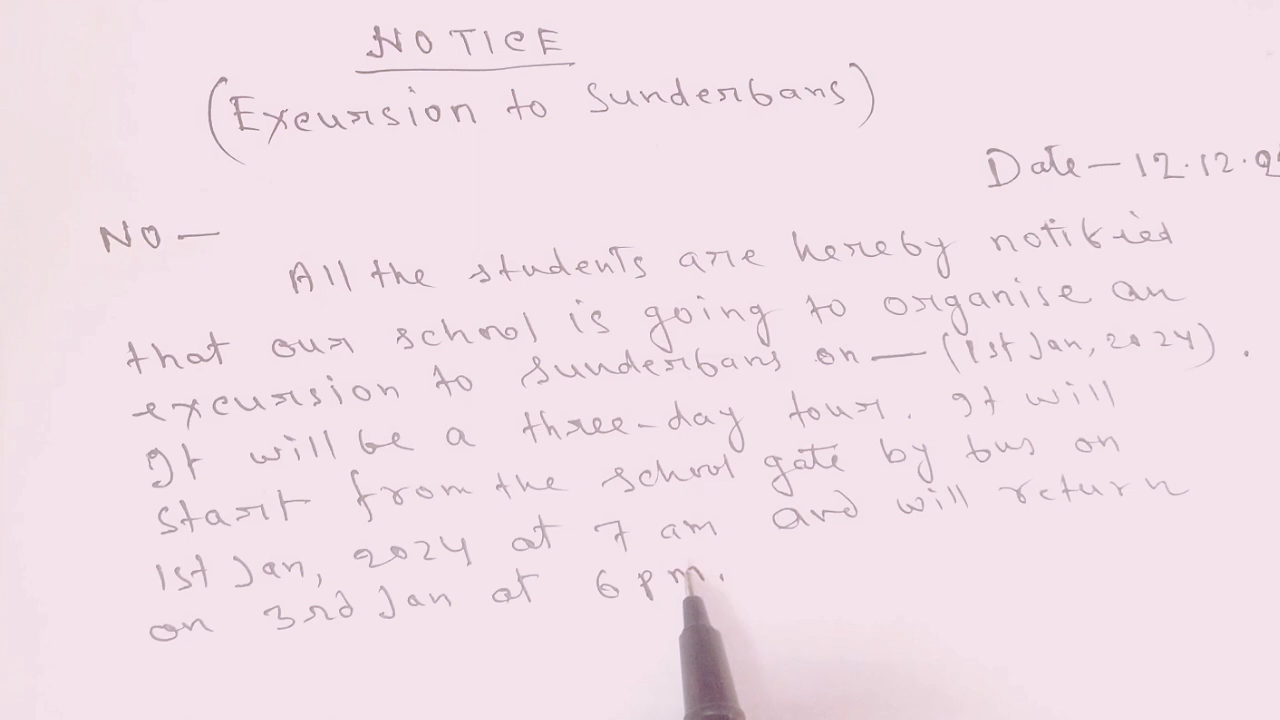 NOTICE
(Excursion to Sunderbans)
Date - 12.12.
NO —
All the students are hereby notified
that our school is going to organise an
excursion to Sunderbans on — (1st Jan, 2024).
It will be a three-day tour. It will
start from the school gate by bus on
1st Jan, 2024 at 7 am and will return
on 3rd Jan at 6 pm.